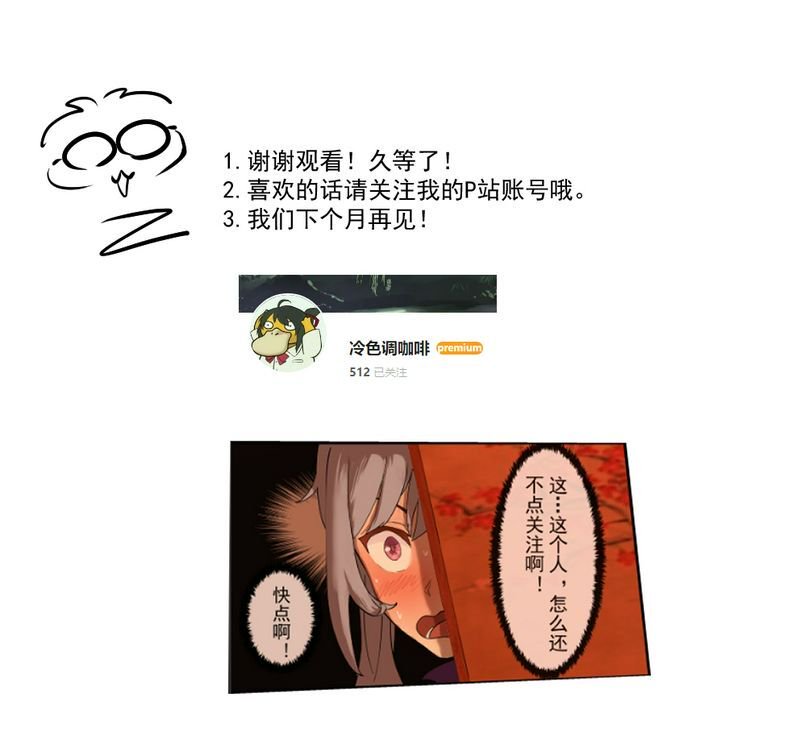 1.谢谢观看！久等了！
2.喜欢的话请关注我的P站账号哦。
3.我们下个月再见！
冷色调咖啡 premium
512 已关注
这…这个人，怎么还
不点关注啊！
快点啊！